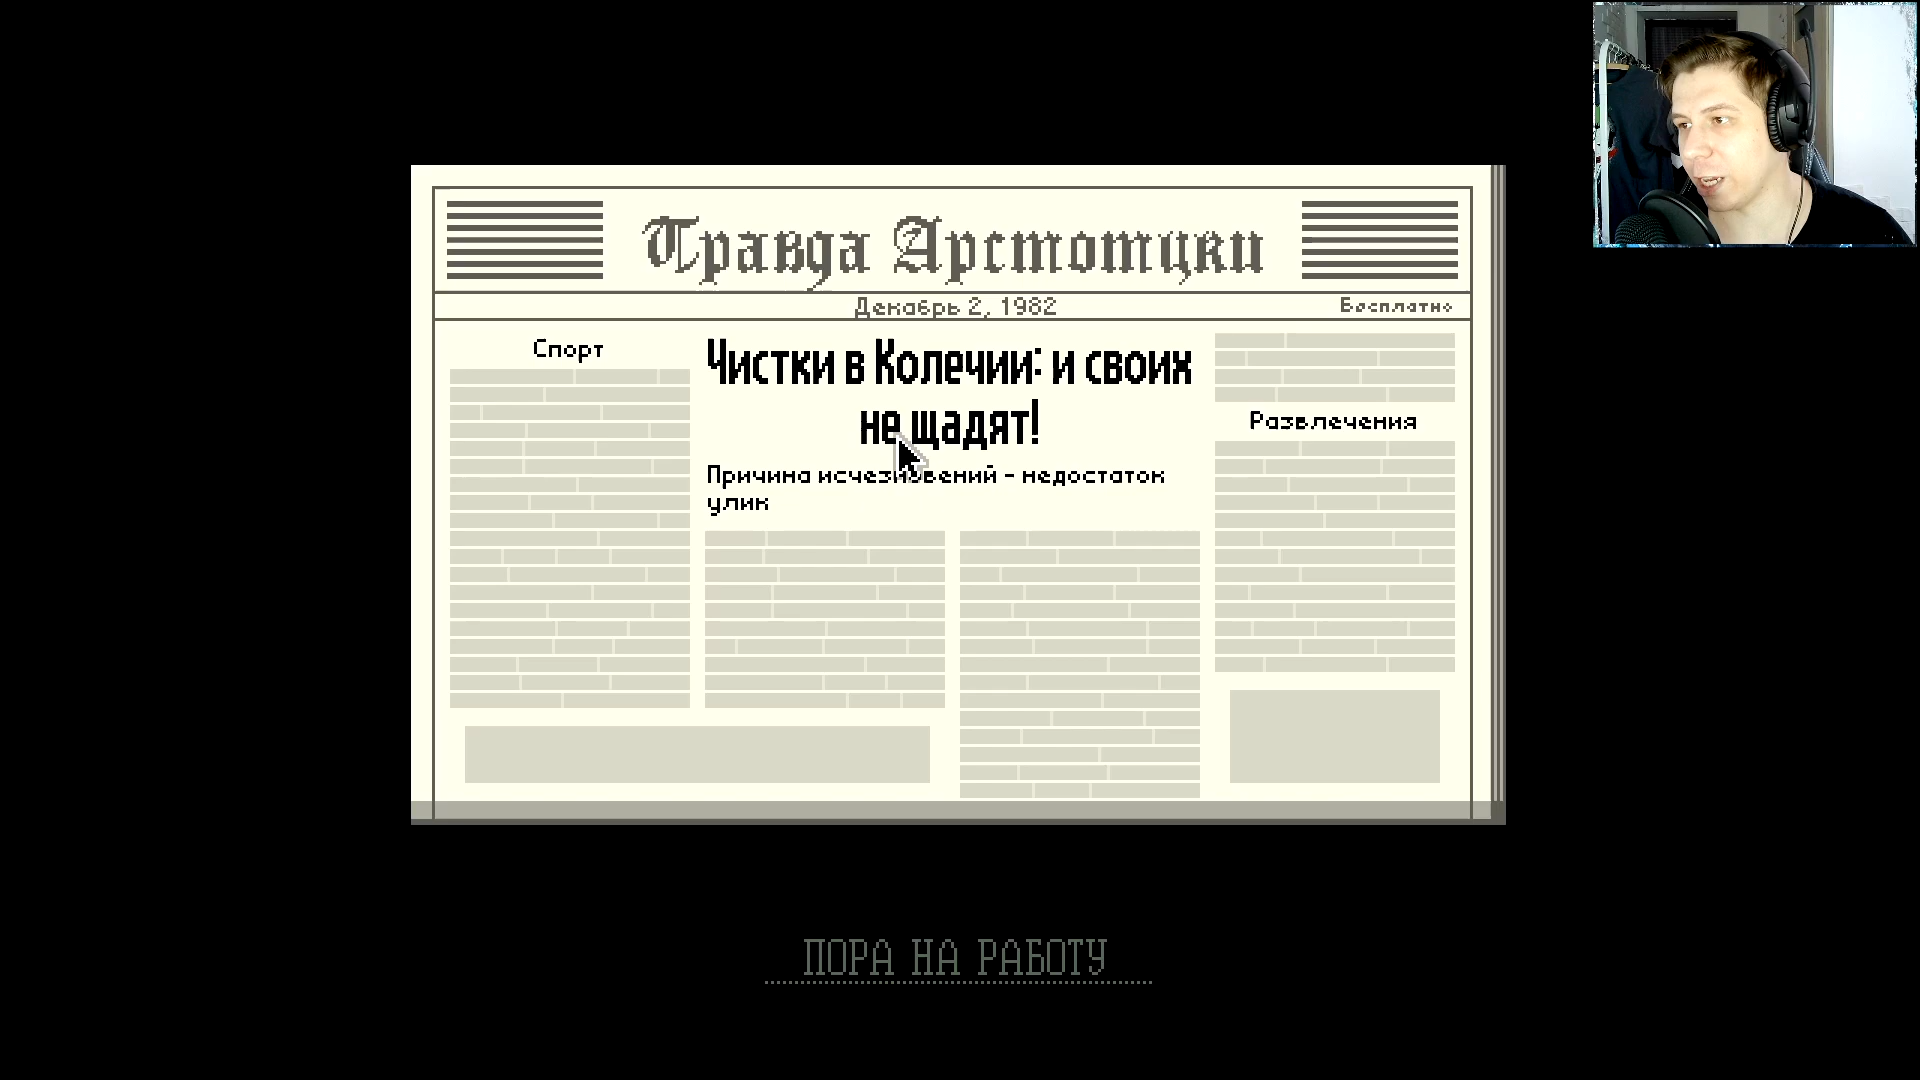 Правда Арстотцки
Декабрь 2, 1982
Бесплатно
Спорт
Чистки в Колечии: и своих
не щадят!
Причина исчезновений - недостаток
улик
Развлечения
ПОРА НА РАБОТУ